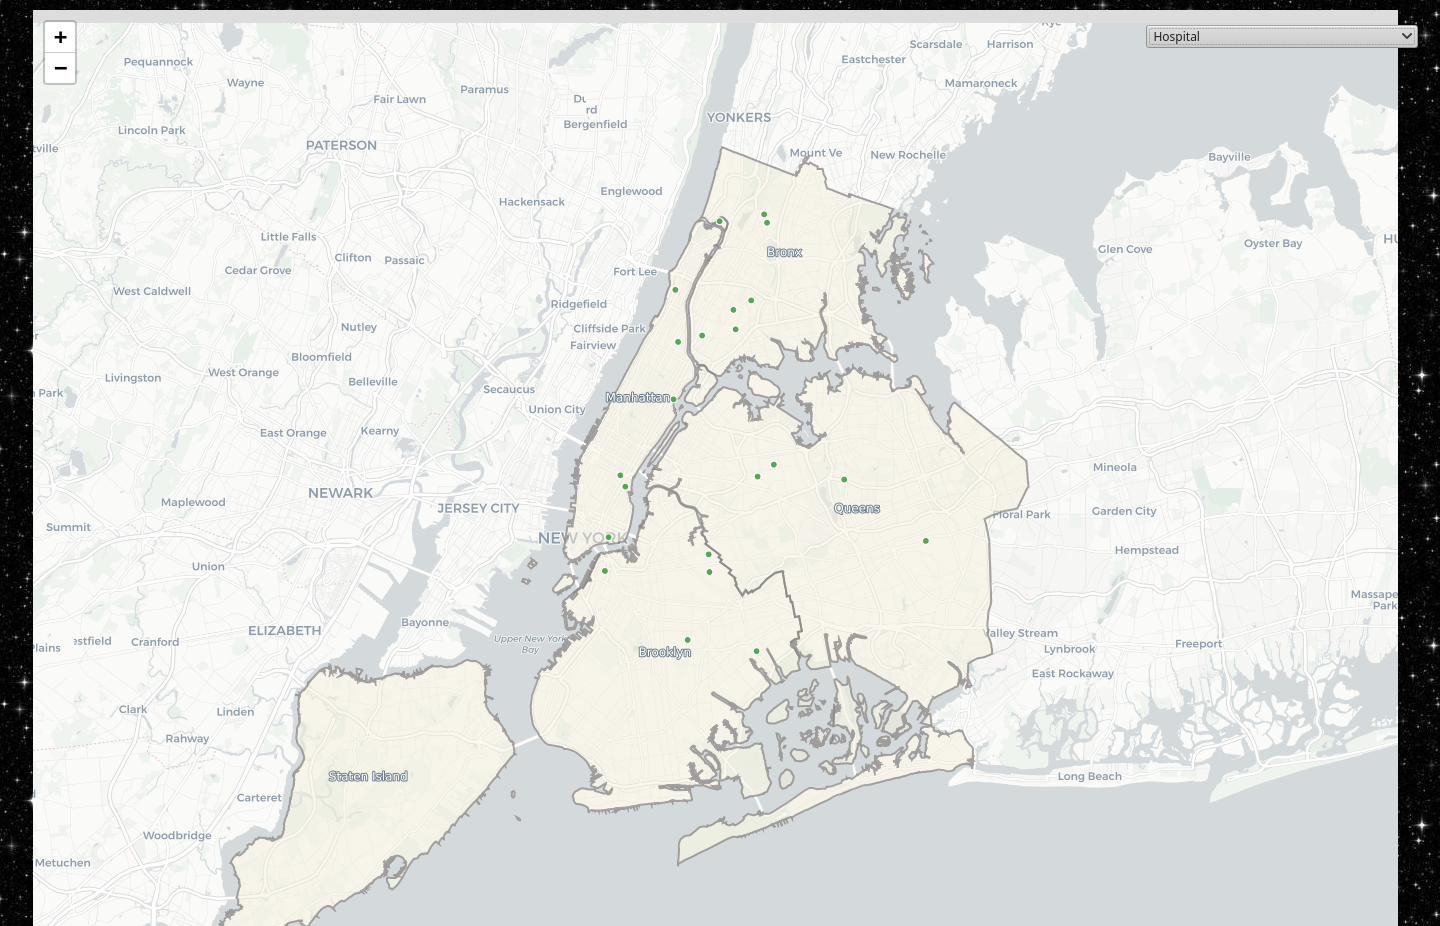 +
−
Hospital
Rye
Scarsdale
Harrison
Eastchester
Pequannock
Wayne
Mamaroneck
Paramus
Fair Lawn
Du
rd
Bergenfield
YONKERS
Lincoln Park
PATERSON
tville
Mount Ve
New Rochelle
Bayville
Englewood
Hackensack
Little Falls
HU
Oyster Bay
Glen Cove
Bronx
Clifton
Passaic
Cedar Grove
Fort Lee
West Caldwell
Ridgefield
Nutley
Cliffside Park
r
Fairview
Bloomfield
West Orange
Livingston
Belleville
Secaucus
Park
Manhattan
Union City
East Orange
Kearny
Mineola
NEWARK
Maplewood
JERSEY CITY
Queens
Garden City
Floral Park
Summit
NEW YORK
Hempstead
Union
Massape
Park
Bayonne
ELIZABETH
Valley Stream
Upper New York
Bay
estfield
Cranford
Plains
Freeport
Lynbrook
Brooklyn
East Rockaway
Clark
Linden
Rahway
Staten Island
Long Beach
Carteret
Woodbridge
Metuchen